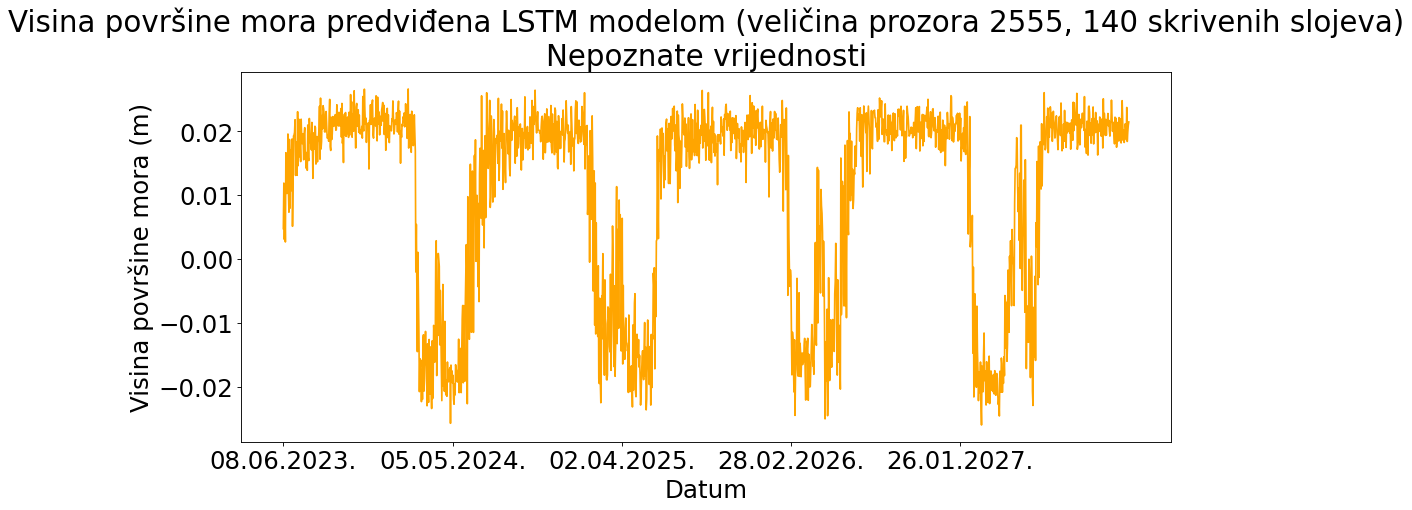 Visina površine mora predviđena LSTM modelom (veličina prozora 2555, 140 skrivenih slojeva)
Nepoznate vrijednosti
Visina površine mora (m)
0.02
0.01
0.00
−0.01
−0.02
08.06.2023. 05.05.2024. 02.04.2025. 28.02.2026. 26.01.2027.
Datum